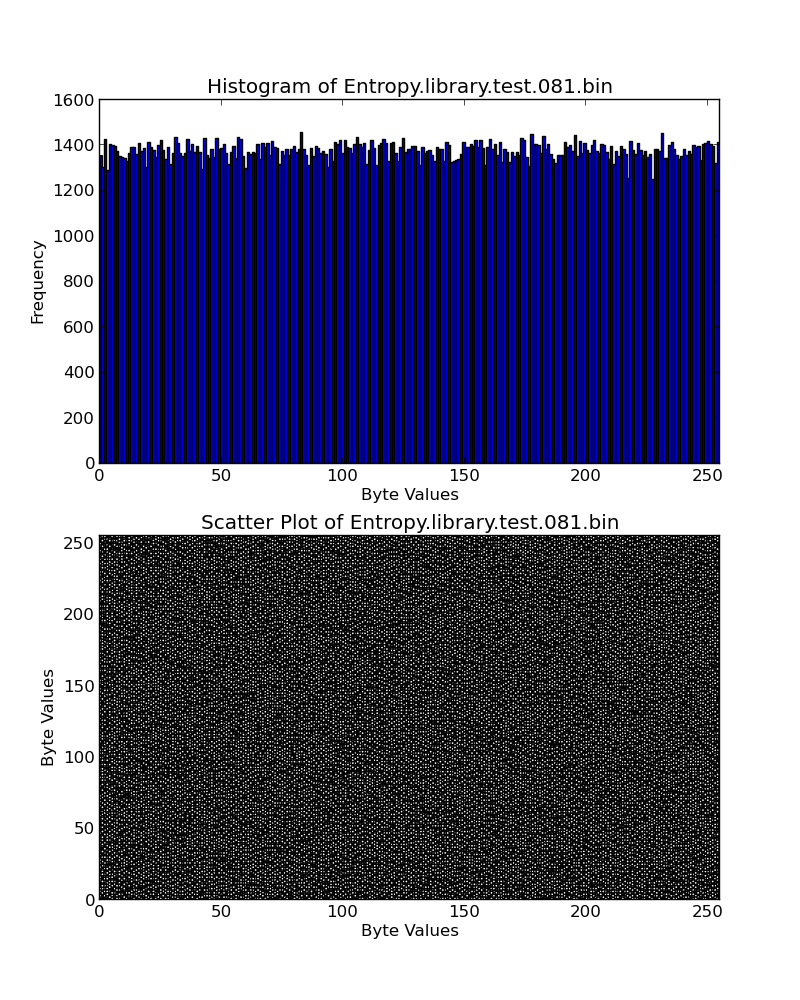 Histogram of Entropy.library.test.081.bin
1600
1400
1200
1000
800
600
400
200
0
Frequency
0 50 100 150 200 250
Byte Values
Scatter Plot of Entropy.library.test.081.bin
250
200
150
100
50
0
Byte Values
0 50 100 150 200 250
Byte Values